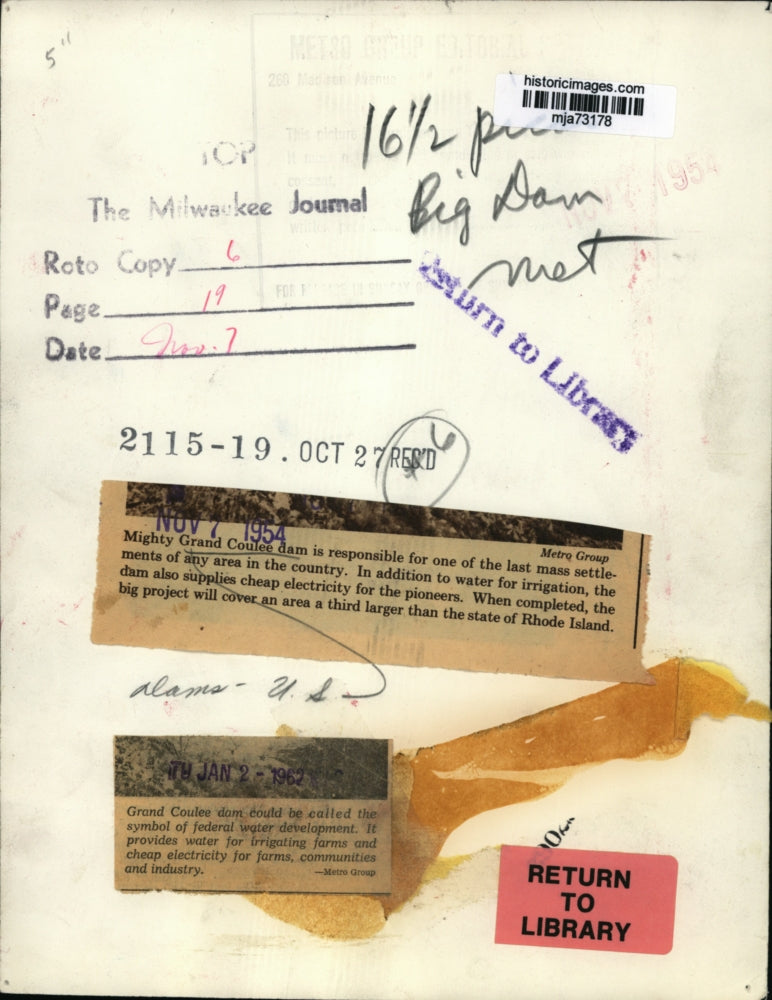 5"
METRO GROUP EDITORIAL
260 Madison Avenue
historicimages.com
mja73178
16 1/2
This picture
TOP
Big Dam
The Milwaukee Journal
met
Roto Copy 6
Page 19
Date Nov. 7
Return to Library
2115-19. OCT 27 REC'D
6
NOV 7 1954
Metro Group
Mighty Grand Coulee dam is responsible for one of the last mass settle-
ments of any area in the country. In addition to water for irrigation, the
dam also supplies cheap electricity for the pioneers. When completed, the
big project will cover an area a third larger than the state of Rhode Island.
dams - U.S.
JAN 2 - 1962
Grand Coulee dam could be called the
symbol of federal water development. It
provides water for irrigating farms and
cheap electricity for farms, communities
and industry.
—Metro Group
RETURN
TO
LIBRARY